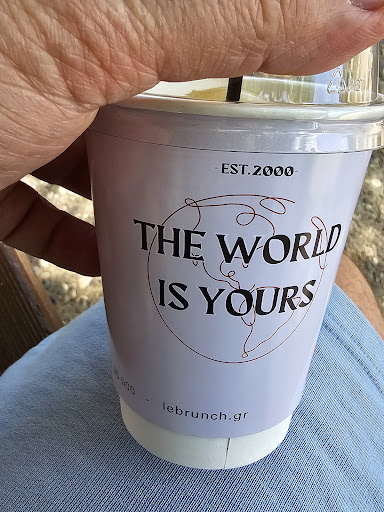 -EST.2000-
THE WORLD
IS YOURS
lebrunch.gr